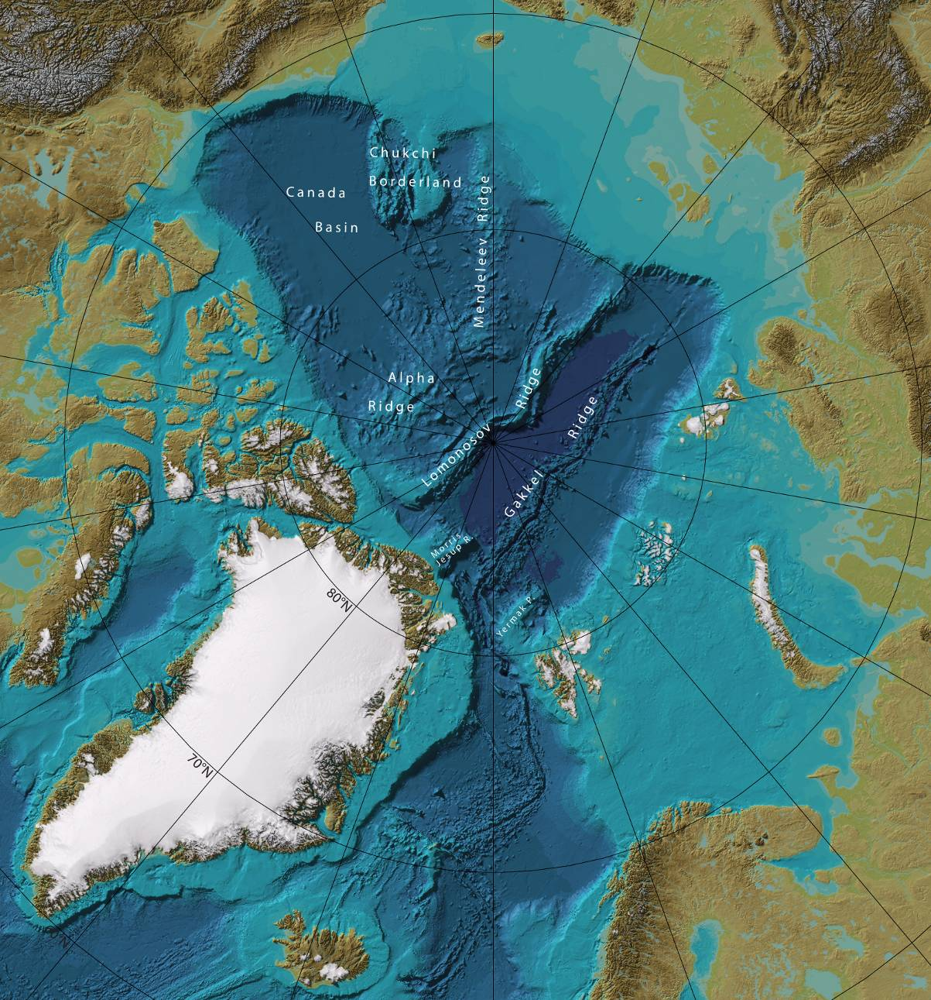 Chukchi
Borderland
Canada
Basin
Mendeleev Ridge
Alpha
Ridge
Lomonosov Ridge
Gakkel Ridge
Morris
Jesup R.
Yermak P.
80°N
70°N